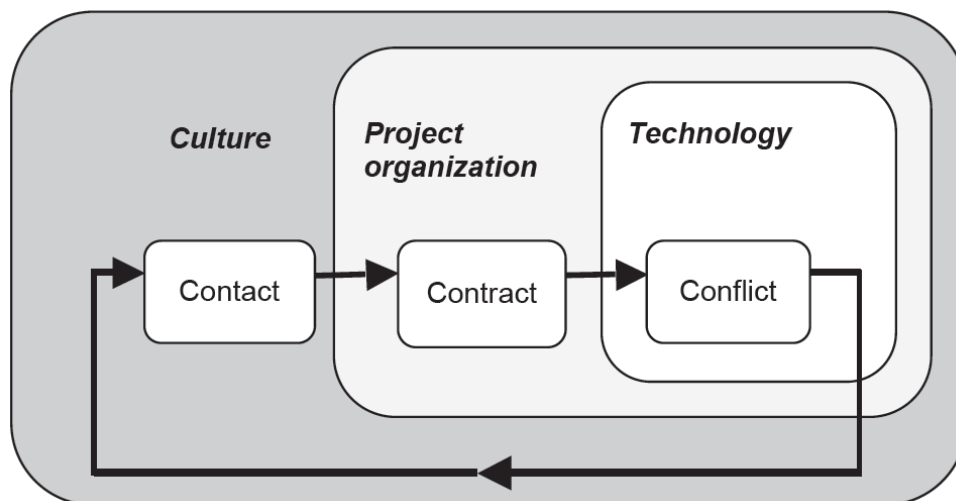 Culture
Project
organization
Technology
Contact
Contract
Conflict